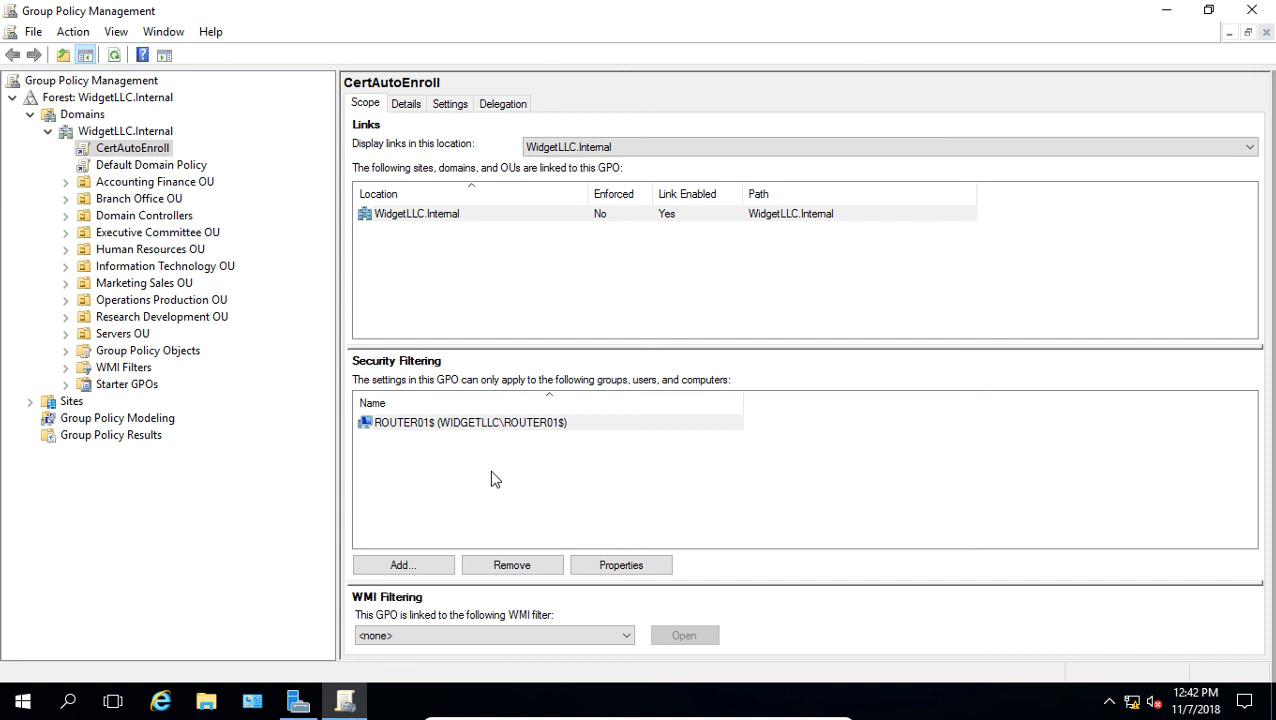 Group Policy Management
File Action View Window Help
Group Policy Management
Forest: WidgetLLC.Internal
Domains
WidgetLLC.Internal
CertAutoEnroll
Default Domain Policy
Accounting Finance OU
Branch Office OU
Domain Controllers
Executive Committee OU
Human Resources OU
Information Technology OU
Marketing Sales OU
Operations Production OU
Research Development OU
Servers OU
Group Policy Objects
WMI Filters
Starter GPOs
Sites
Group Policy Modeling
Group Policy Results
CertAutoEnroll
Scope Details Settings Delegation
Links
Display links in this location: WidgetLLC.Internal
The following sites, domains, and OUs are linked to this GPO:
Location Enforced Link Enabled Path
WidgetLLC.Internal No Yes WidgetLLC.Internal
Security Filtering
The settings in this GPO can only apply to the following groups, users, and computers:
Name
ROUTER01$ (WIDGETLLC\ROUTER01$)
Add... Remove Properties
WMI Filtering
This GPO is linked to the following WMI filter:
<none> Open
12:42 PM
11/7/2018